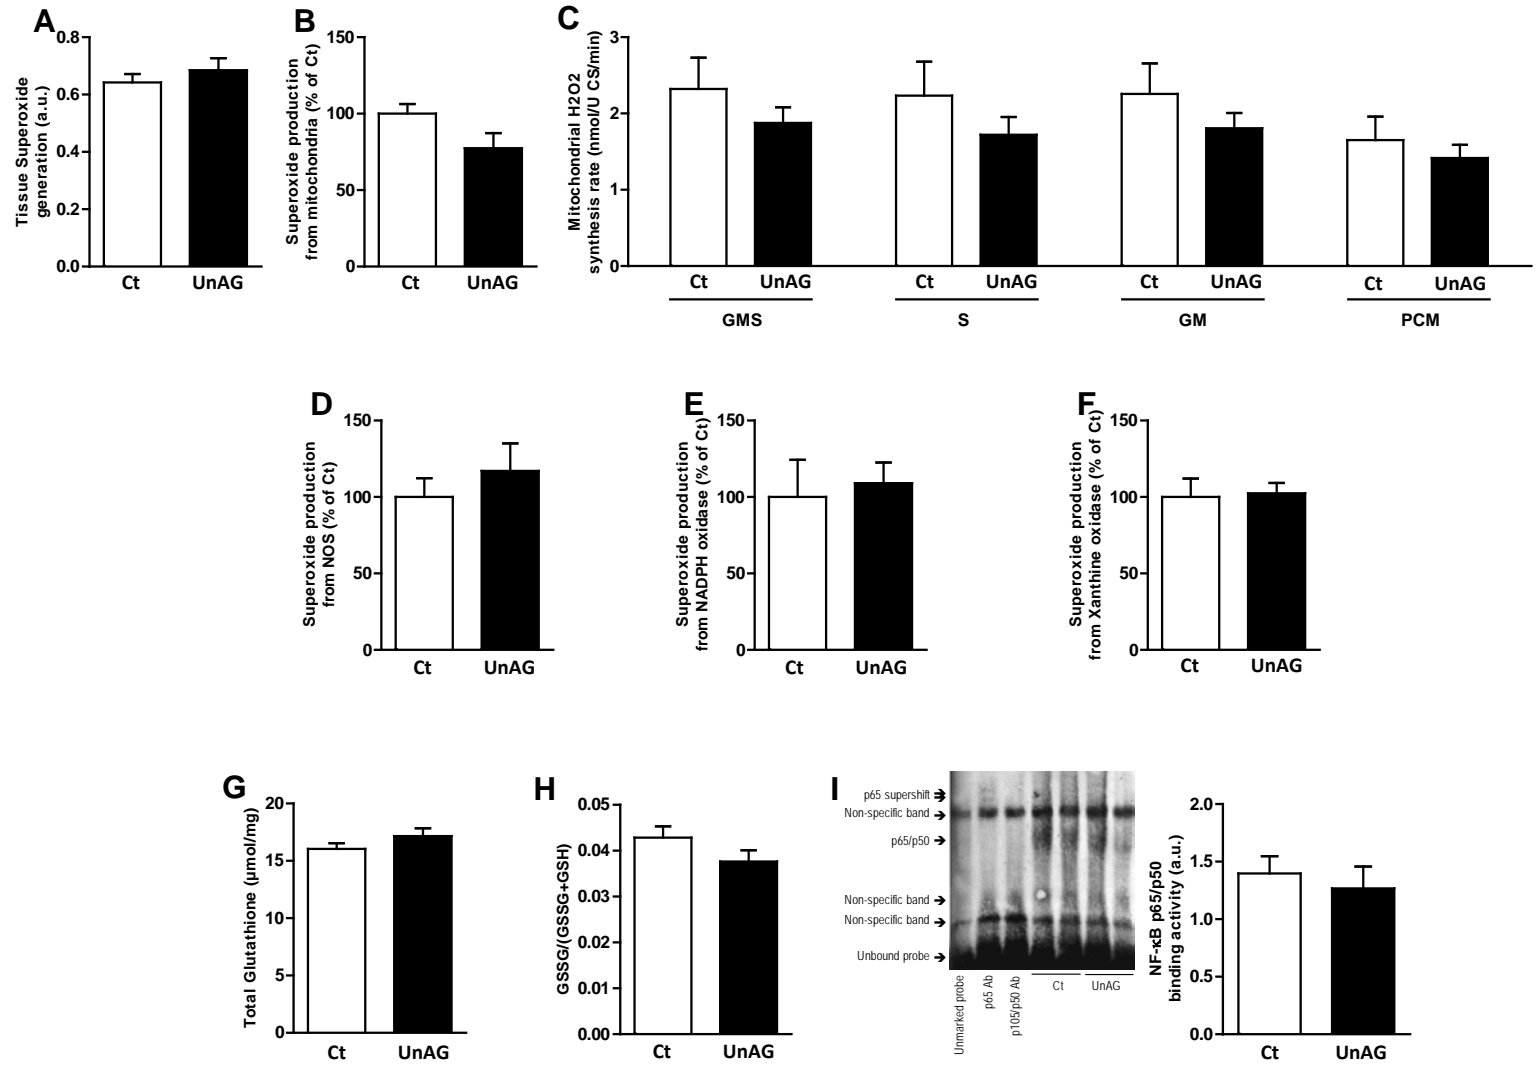 A
Tissue Superoxide
generation (a.u.)
0.8
0.6
0.4
0.2
0.0
Ct
UnAG
B
Superoxide production
from mitochondria (% of Ct)
150
100
50
0
Ct
UnAG
C
Mitochondrial H2O2
synthesis rate (nmol/U CS/min)
3
2
1
0
Ct
UnAG
Ct
UnAG
Ct
UnAG
Ct
UnAG
GMS
S
GM
PCM
D
Superoxide production
from NOS (% of Ct)
150
100
50
0
Ct
UnAG
E
Superoxide production
from NADPH oxidase (% of Ct)
150
100
50
0
Ct
UnAG
F
Superoxide production
from Xanthine oxidase (% of Ct)
150
100
50
0
Ct
UnAG
G
Total Glutathione (µmol/mg)
20
15
10
5
0
Ct
UnAG
H
GSSG/(GSSG+GSH)
0.05
0.04
0.03
0.02
0.01
0.00
Ct
UnAG
I
p65 supershift
Non-specific band
p65/p50
Non-specific band
Non-specific band
Unbound probe
Unmarked probe
p65 Ab
p105/p50 Ab
Ct
UnAG
NF-κB p65/p50
binding activity (a.u.)
2.0
1.5
1.0
0.5
0.0
Ct
UnAG